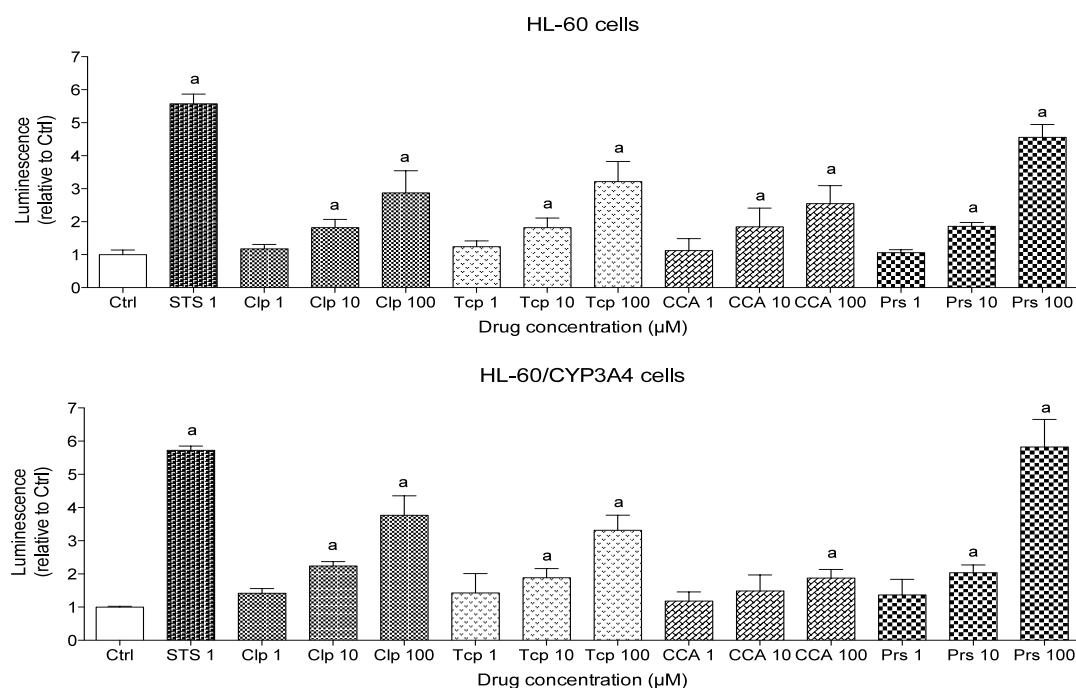 HL-60 cells
Luminescence
(relative to Ctrl)
7
6
5
4
3
2
1
0
a a a a a a a a a
Ctrl STS 1 Clp 1 Clp 10 Clp 100 Tcp 1 Tcp 10 Tcp 100 CCA 1 CCA 10 CCA 100 Prs 1 Prs 10 Prs 100
Drug concentration (µM)
HL-60/CYP3A4 cells
Luminescence
(relative to Ctrl)
7
6
5
4
3
2
1
0
a a a a a a a a
Ctrl STS 1 Clp 1 Clp 10 Clp 100 Tcp 1 Tcp 10 Tcp 100 CCA 1 CCA 10 CCA 100 Prs 1 Prs 10 Prs 100
Drug concentration (µM)